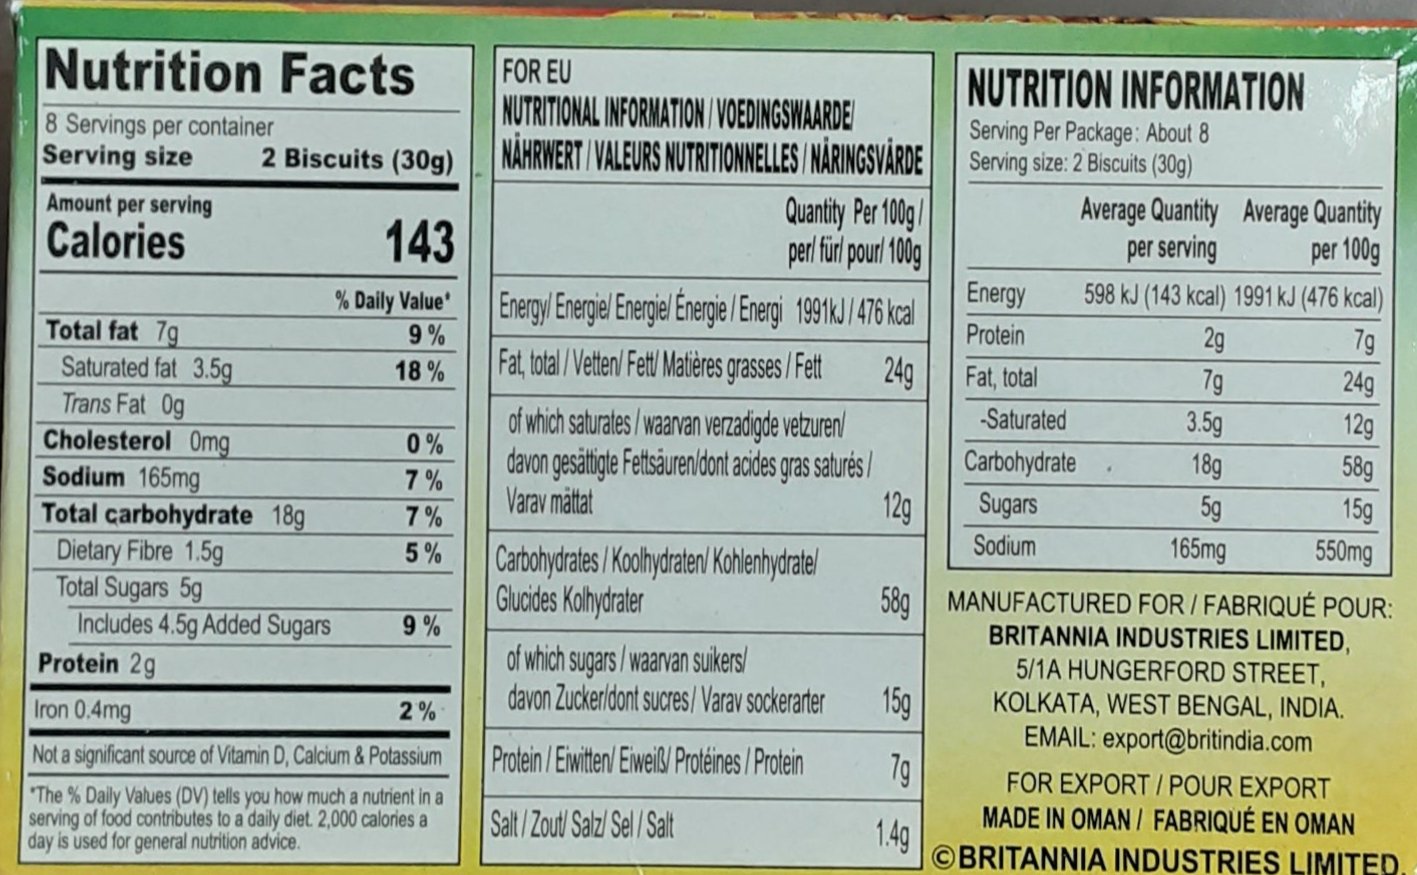 Nutrition Facts
8 Servings per container
Serving size 2 Biscuits (30g)
Amount per serving
Calories 143
% Daily Value*
Total fat 7g 9 %
Saturated fat 3.5g 18 %
Trans Fat 0g
Cholesterol 0mg 0 %
Sodium 165mg 7 %
Total carbohydrate 18g 7 %
Dietary Fibre 1.5g 5 %
Total Sugars 5g
Includes 4.5g Added Sugars 9 %
Protein 2g
Iron 0.4mg 2 %
Not a significant source of Vitamin D, Calcium & Potassium
*The % Daily Values (DV) tells you how much a nutrient in a
serving of food contributes to a daily diet. 2,000 calories a
day is used for general nutrition advice.
FOR EU
NUTRITIONAL INFORMATION / VOEDINGSWAARDE/
NÄHRWERT / VALEURS NUTRITIONNELLES / NÄRINGSVÄRDE
Quantity Per 100g /
per/ für/ pour/ 100g
Energy/ Energie/ Energie/ Énergie / Energi 1991kJ / 476 kcal
Fat, total / Vetten/ Fett/ Matières grasses / Fett 24g
of which saturates / waarvan verzadigde vetzuren/
davon gesättigte Fettsäuren/dont acides gras saturés /
Varav mättat 12g
Carbohydrates / Koolhydraten/ Kohlenhydrate/
Glucides Kolhydrater 58g
of which sugars / waarvan suikers/
davon Zucker/dont sucres / Varav sockerarter 15g
Protein / Eiwitten/ Eiweiß/ Protéines / Protein 7g
Salt / Zout/ Salz/ Sel / Salt 1.4g
NUTRITION INFORMATION
Serving Per Package: About 8
Serving size: 2 Biscuits (30g)
Average Quantity Average Quantity
per serving per 100g
Energy 598 kJ (143 kcal) 1991 kJ (476 kcal)
Protein 2g 7g
Fat, total 7g 24g
-Saturated 3.5g 12g
Carbohydrate 18g 58g
Sugars 5g 15g
Sodium 165mg 550mg
MANUFACTURED FOR / FABRIQUÉ POUR:
BRITANNIA INDUSTRIES LIMITED,
5/1A HUNGERFORD STREET,
KOLKATA, WEST BENGAL, INDIA.
EMAIL: export@britindia.com
FOR EXPORT / POUR EXPORT
MADE IN OMAN / FABRIQUÉ EN OMAN
©BRITANNIA INDUSTRIES LIMITED.